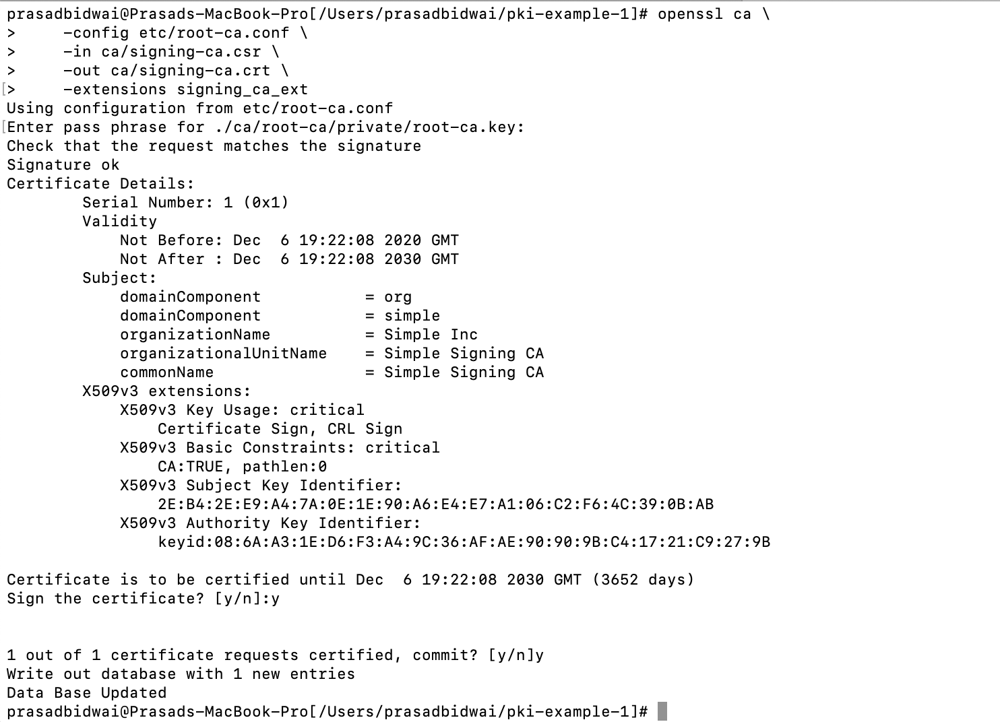 prasadbidwai@Prasads-MacBook-Pro[/Users/prasadbidwai/pki-example-1]# openssl ca \
>     -config etc/root-ca.conf \
>     -in ca/signing-ca.csr \
>     -out ca/signing-ca.crt \
[>     -extensions signing_ca_ext
Using configuration from etc/root-ca.conf
[Enter pass phrase for ./ca/root-ca/private/root-ca.key:
Check that the request matches the signature
Signature ok
Certificate Details:
        Serial Number: 1 (0x1)
        Validity
            Not Before: Dec  6 19:22:08 2020 GMT
            Not After : Dec  6 19:22:08 2030 GMT
        Subject:
            domainComponent           = org
            domainComponent           = simple
            organizationName          = Simple Inc
            organizationalUnitName    = Simple Signing CA
            commonName                = Simple Signing CA
        X509v3 extensions:
            X509v3 Key Usage: critical
                Certificate Sign, CRL Sign
            X509v3 Basic Constraints: critical
                CA:TRUE, pathlen:0
            X509v3 Subject Key Identifier:
                2E:B4:2E:E9:A4:7A:0E:1E:90:A6:E4:E7:A1:06:C2:F6:4C:39:0B:AB
            X509v3 Authority Key Identifier:
                keyid:08:6A:A3:1E:D6:F3:A4:9C:36:AF:AE:90:90:9B:C4:17:21:C9:27:9B

Certificate is to be certified until Dec  6 19:22:08 2030 GMT (3652 days)
Sign the certificate? [y/n]:y


1 out of 1 certificate requests certified, commit? [y/n]y
Write out database with 1 new entries
Data Base Updated
prasadbidwai@Prasads-MacBook-Pro[/Users/prasadbidwai/pki-example-1]#